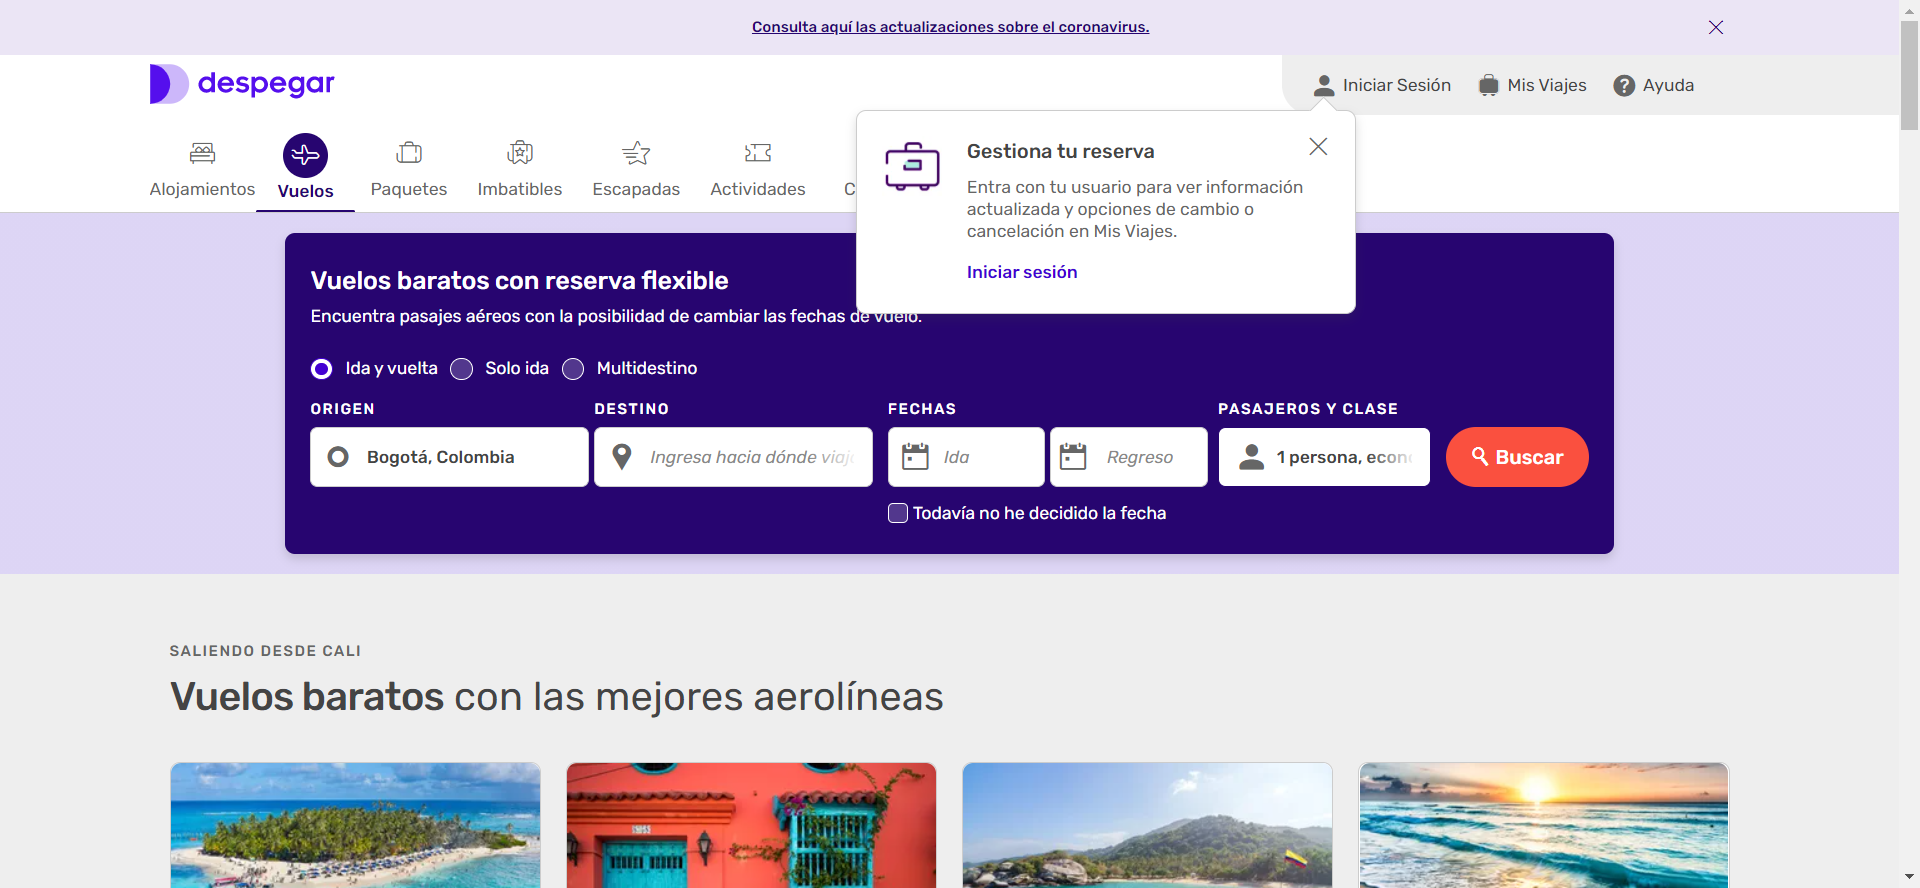 Consulta aquí las actualizaciones sobre el coronavirus.
despegar
Iniciar Sesión
Mis Viajes
Ayuda
Alojamientos
Vuelos
Paquetes
Imbatibles
Escapadas
Actividades
Gestiona tu reserva
Entra con tu usuario para ver información
actualizada y opciones de cambio o
cancelación en Mis Viajes.
Iniciar sesión
Vuelos baratos con reserva flexible
Encuentra pasajes aéreos con la posibilidad de cambiar las fechas de vuelo.
Ida y vuelta
Solo ida
Multidestino
ORIGEN
DESTINO
FECHAS
PASAJEROS Y CLASE
Bogotá, Colombia
Ingresa hacia dónde viaj
Ida
Regreso
1 persona, econ
Buscar
Todavía no he decidido la fecha
SALIENDO DESDE CALI
Vuelos baratos con las mejores aerolíneas